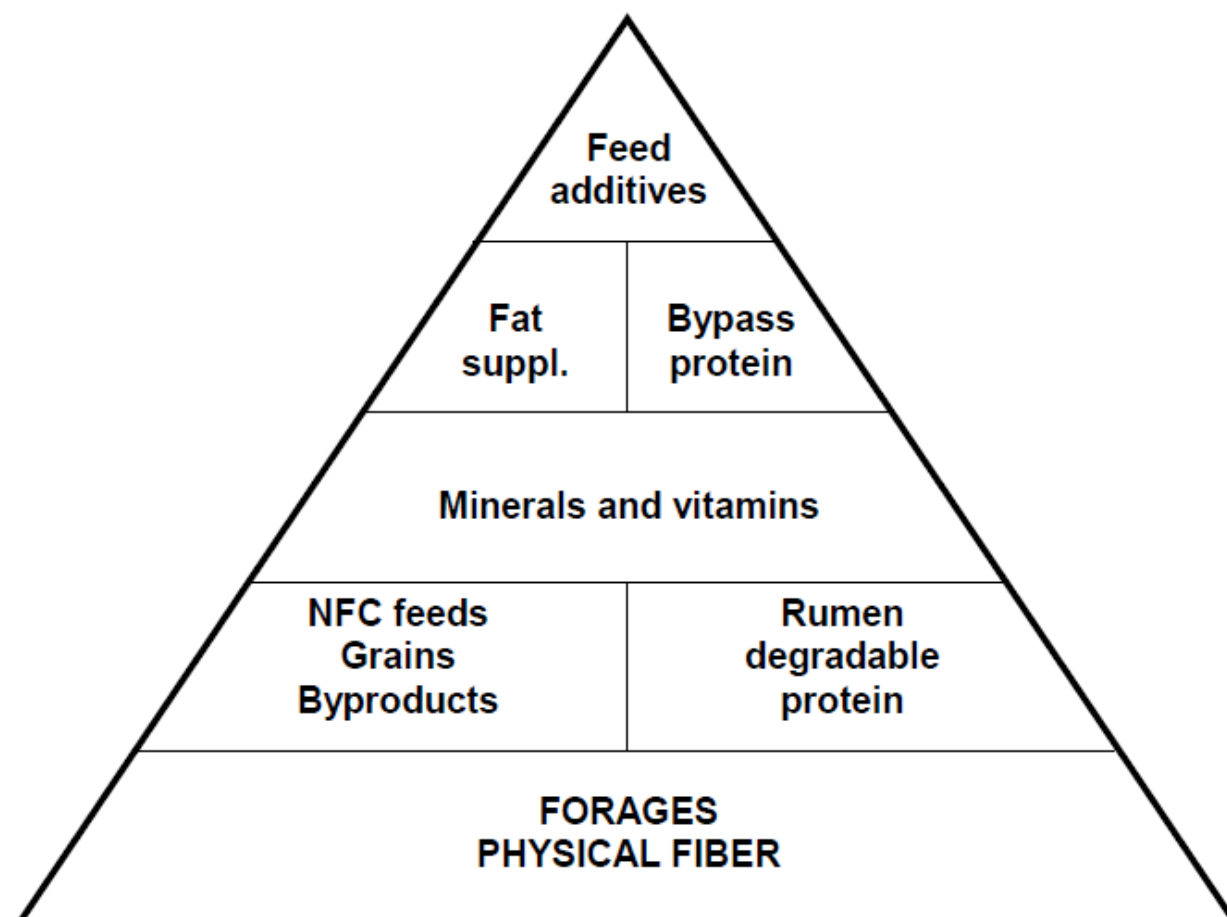 Feed
additives
Fat
suppl.
Bypass
protein
Minerals and vitamins
NFC feeds
Grains
Byproducts
Rumen
degradable
protein
FORAGES
PHYSICAL FIBER